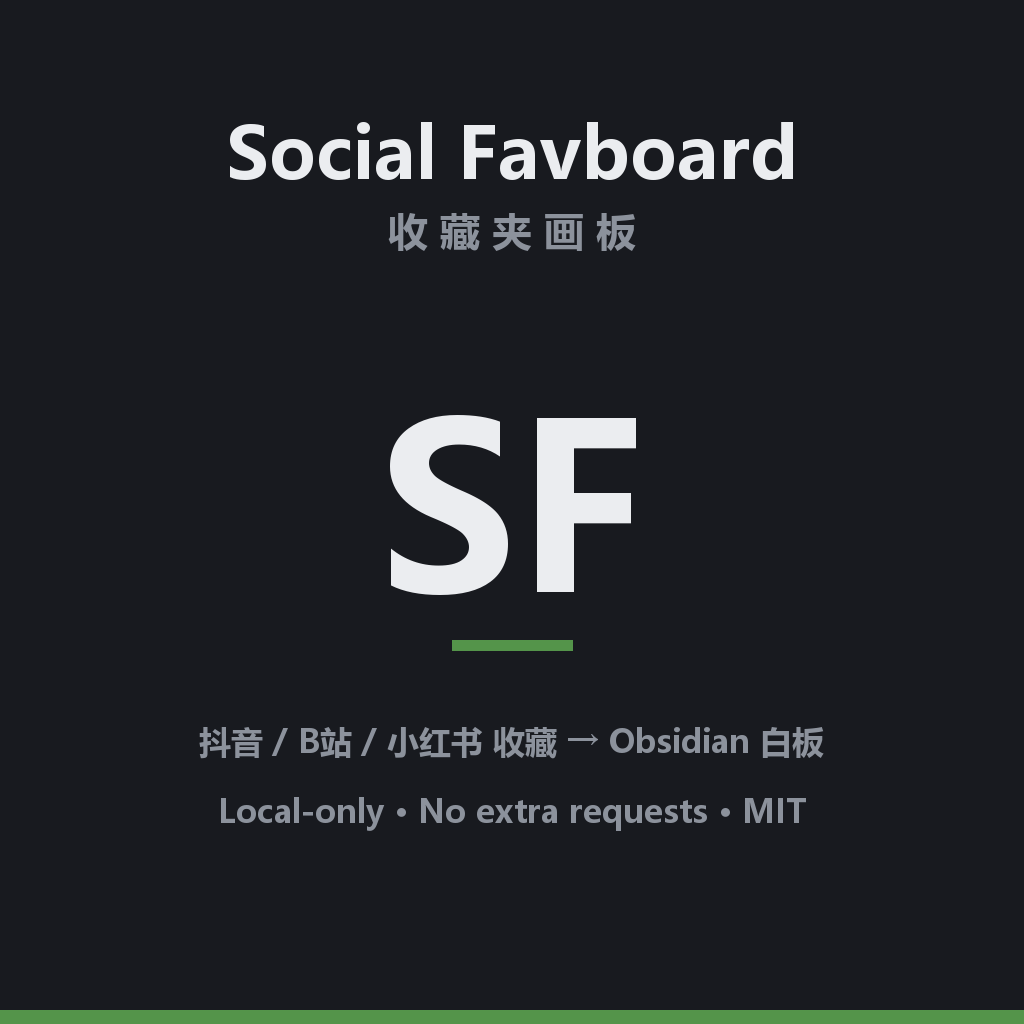 Social Favboard
收藏夹画板
SF
抖音 / B站 / 小红书 收藏 → Obsidian 白板
Local-only • No extra requests • MIT